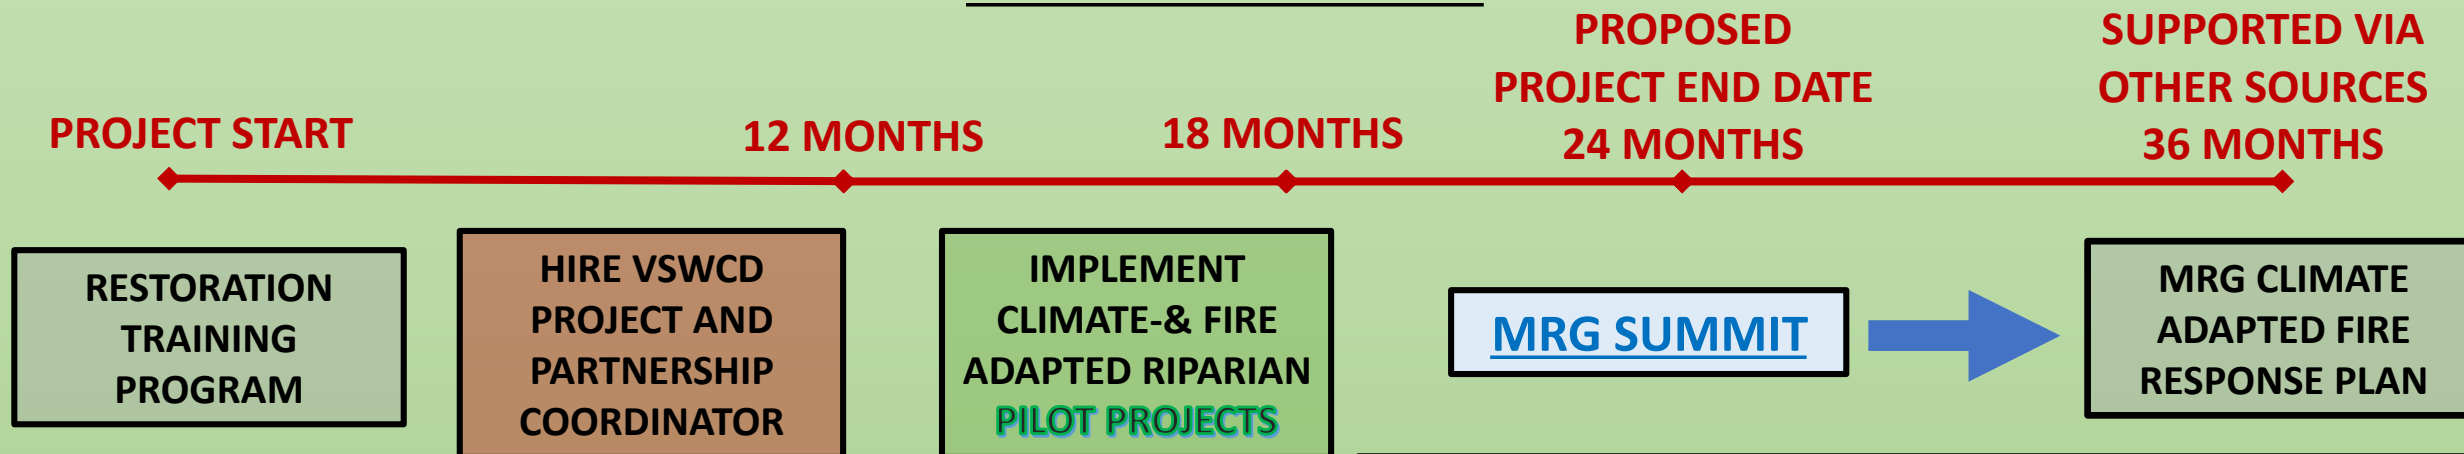 PROJECT START
12 MONTHS
18 MONTHS
PROPOSED
PROJECT END DATE
24 MONTHS
SUPPORTED VIA
OTHER SOURCES
36 MONTHS
RESTORATION
TRAINING
PROGRAM
HIRE VSWCD
PROJECT AND
PARTNERSHIP
COORDINATOR
IMPLEMENT
CLIMATE-& FIRE
ADAPTED RIPARIAN
PILOT PROJECTS
MRG SUMMIT
MRG CLIMATE
ADAPTED FIRE
RESPONSE PLAN